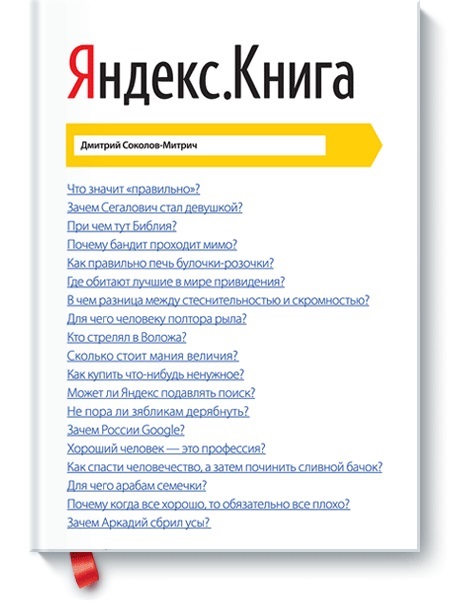 Яндекс.Книга
Дмитрий Соколов-Митрич
Что значит «правильно»?
Зачем Сегалович стал девушкой?
При чем тут Библия?
Почему бандит проходит мимо?
Как правильно печь булочки-розочки?
Где обитают лучшие в мире привидения?
В чем разница между стеснительностью и скромностью?
Для чего человеку полтора рыла?
Кто стрелял в Воложа?
Сколько стоит мания величия?
Как купить что-нибудь ненужное?
Может ли Яндекс подавлять поиск?
Не пора ли зябликам дерябнуть?
Зачем России Google?
Хороший человек — это профессия?
Как спасти человечество, а затем починить сливной бачок?
Для чего арабам семечки?
Почему когда все хорошо, то обязательно все плохо?
Зачем Аркадий сбрил усы?